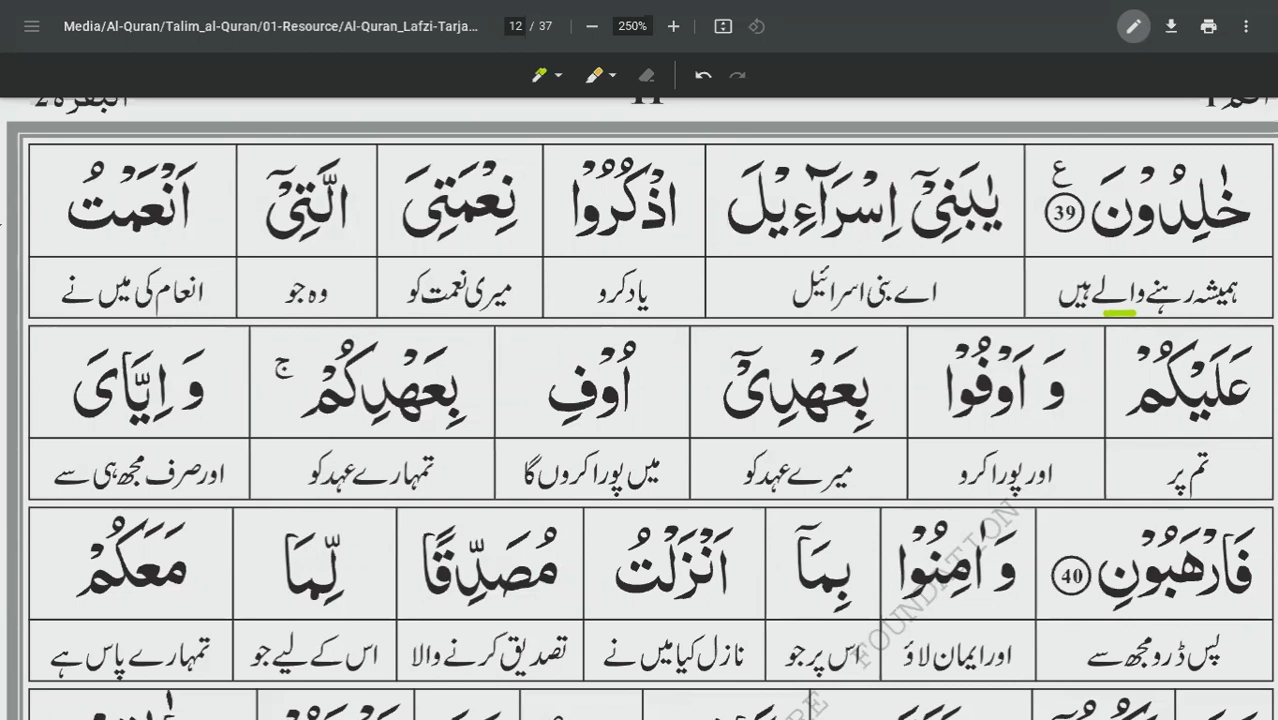 Media/Al-Quran/Talim_al-Quran/01-Resource/Al-Quran_Lafzi-Tarja...
12 / 37
250%
خٰلِدُوْنَ 39 ع يٰبَنِيْٓ اِسْرَآءِيْلَ اذْكُرُوْا نِعْمَتِيَ الَّتِيْٓ اَنْعَمْتُ
ہمیشہ رہنے والے ہیں اے بنی اسرائیل یاد کرو میری نعمت کو وہ جو انعام کی میں نے
عَلَيْكُمْ وَ اَوْفُوْا بِعَهْدِيْٓ اُوْفِ بِعَهْدِكُمْ ج وَ اِيَّايَ
تم پر اور پورا کرو میرے عہد کو میں پورا کروں گا تمہارے عہد کو اور صرف مجھ ہی سے
فَارْهَبُوْنِ 40 وَ اٰمِنُوْا بِمَآ اَنْزَلْتُ مُصَدِّقًا لِّمَا مَعَكُمْ
پس ڈرو مجھ سے اور ایمان لاؤ اس پر جو نازل کیا میں نے تصدیق کرنے والا اس کے لیے جو تمہارے پاس ہے
FOUNDATION